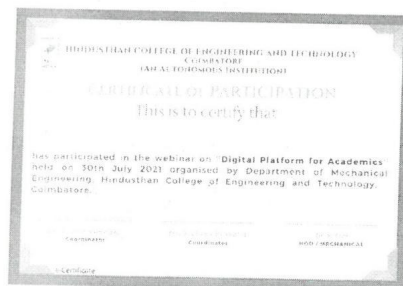 HINDUSTHAN COLLEGE OF ENGINEERING AND TECHNOLOGY
COIMBATORE
(AN AUTONOMOUS INSTITUTION)
CERTIFICATE OF PARTICIPATION
This is to certify that
has participated in the webinar on "Digital Platform for Academics
held on 30th July 2021 organised by Department of Mechanical
Engineering, Hindusthan College of Engineering and Technology,
Coimbatore.
Coordinator
Coordinator
HOD / MECHANICAL
Certificate